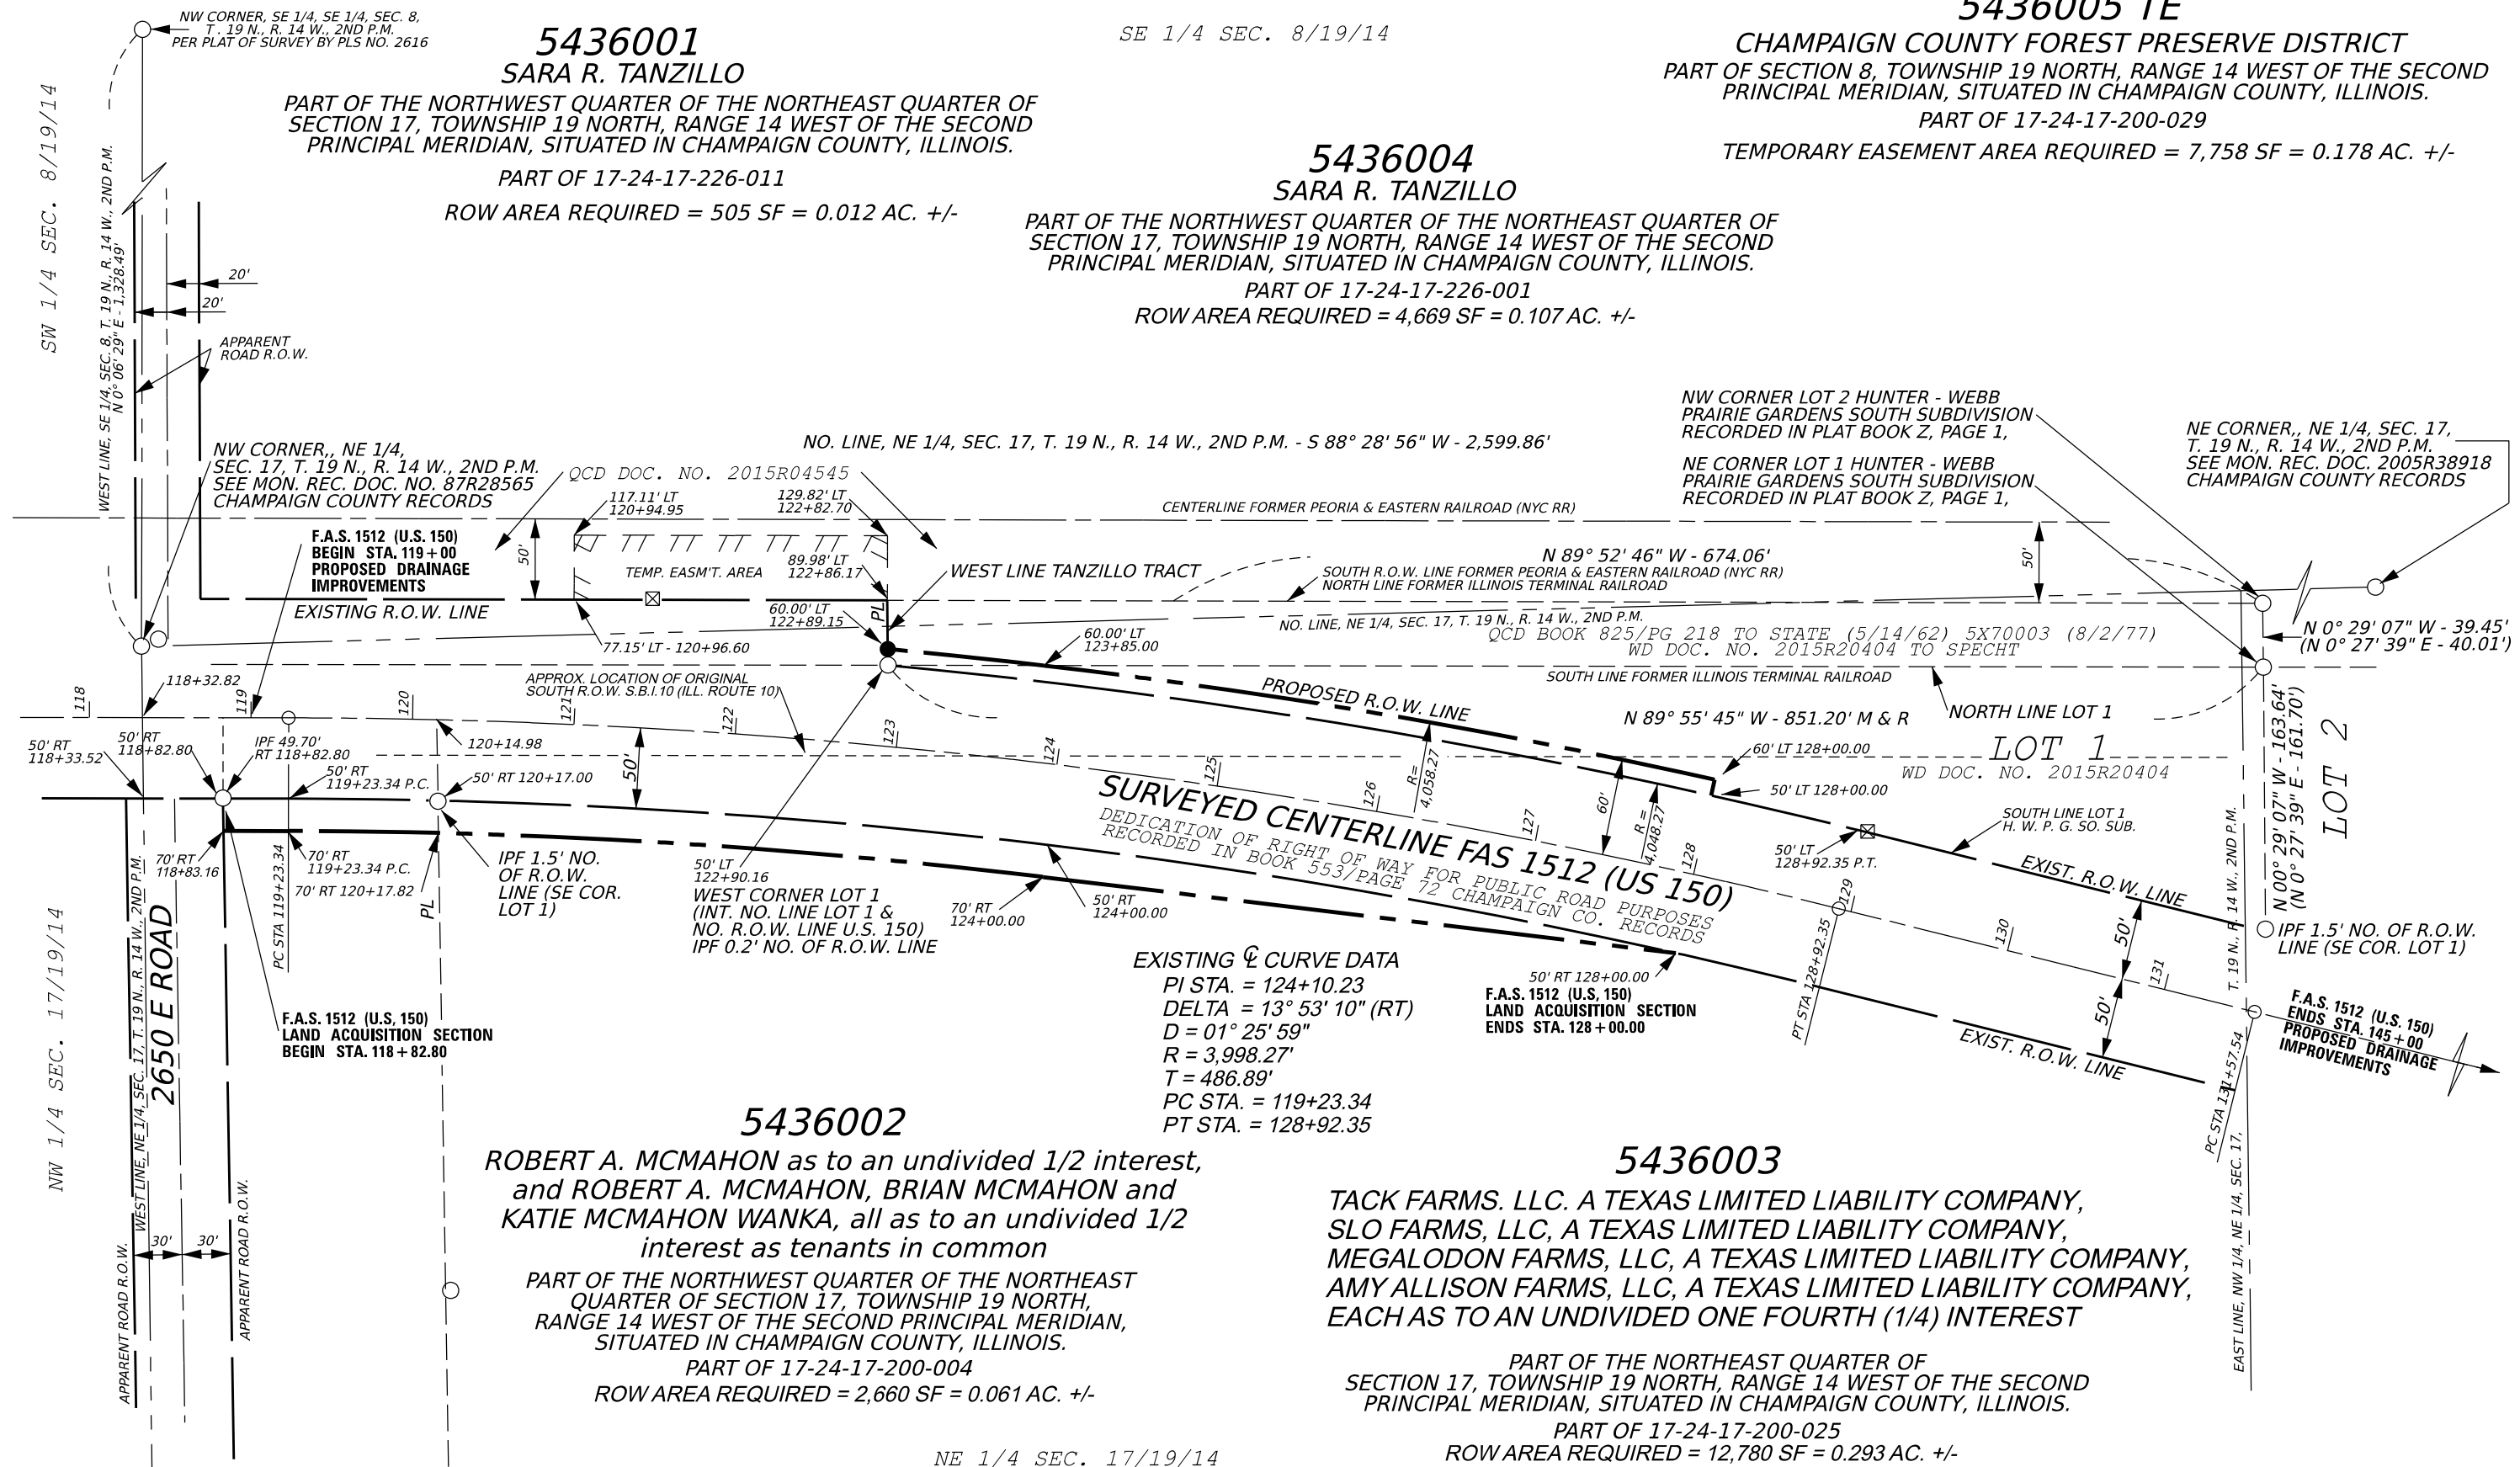 NW CORNER, SE 1/4, SE 1/4, SEC. 8,
T. 19 N., R. 14 W., 2ND P.M.
PER PLAT OF SURVEY BY PLS NO. 2616
5436001
SARA R. TANZILLO
PART OF THE NORTHWEST QUARTER OF THE NORTHEAST QUARTER OF
SECTION 17, TOWNSHIP 19 NORTH, RANGE 14 WEST OF THE SECOND
PRINCIPAL MERIDIAN, SITUATED IN CHAMPAIGN COUNTY, ILLINOIS.
PART OF 17-24-17-226-011
ROW AREA REQUIRED = 505 SF = 0.012 AC. +/-
SE 1/4 SEC. 8/19/14
5436005 TE
CHAMPAIGN COUNTY FOREST PRESERVE DISTRICT
PART OF SECTION 8, TOWNSHIP 19 NORTH, RANGE 14 WEST OF THE SECOND
PRINCIPAL MERIDIAN, SITUATED IN CHAMPAIGN COUNTY, ILLINOIS.
PART OF 17-24-17-200-029
TEMPORARY EASEMENT AREA REQUIRED = 7,758 SF = 0.178 AC. +/-
5436004
SARA R. TANZILLO
PART OF THE NORTHWEST QUARTER OF THE NORTHEAST QUARTER OF
SECTION 17, TOWNSHIP 19 NORTH, RANGE 14 WEST OF THE SECOND
PRINCIPAL MERIDIAN, SITUATED IN CHAMPAIGN COUNTY, ILLINOIS.
PART OF 17-24-17-226-001
ROW AREA REQUIRED = 4,669 SF = 0.107 AC. +/-
SW 1/4 SEC. 8/19/14
WEST LINE, SE 1/4, SEC. 8, T. 19 N., R. 14 W., 2ND P.M.
N 0° 06' 29" E - 1,328.49'
20'
20'
APPARENT
ROAD R.O.W.
NW CORNER,, NE 1/4,
SEC. 17, T. 19 N., R. 14 W., 2ND P.M.
SEE MON. REC. DOC. NO. 87R28565
CHAMPAIGN COUNTY RECORDS
NO. LINE, NE 1/4, SEC. 17, T. 19 N., R. 14 W., 2ND P.M. - S 88° 28' 56" W - 2,599.86'
QCD DOC. NO. 2015R04545
NW CORNER LOT 2 HUNTER - WEBB
PRAIRIE GARDENS SOUTH SUBDIVISION
RECORDED IN PLAT BOOK Z, PAGE 1,
NE CORNER LOT 1 HUNTER - WEBB
PRAIRIE GARDENS SOUTH SUBDIVISION
RECORDED IN PLAT BOOK Z, PAGE 1,
NE CORNER,, NE 1/4, SEC. 17,
T. 19 N., R. 14 W., 2ND P.M.
SEE MON. REC. DOC. 2005R38918
CHAMPAIGN COUNTY RECORDS
117.11' LT
120+94.95
129.82' LT
122+82.70
CENTERLINE FORMER PEORIA & EASTERN RAILROAD (NYC RR)
F.A.S. 1512 (U.S. 150)
BEGIN STA. 119+00
PROPOSED DRAINAGE
IMPROVEMENTS
50'
TEMP. EASM'T. AREA
89.98' LT
122+86.17
WEST LINE TANZILLO TRACT
N 89° 52' 46" W - 674.06'
SOUTH R.O.W. LINE FORMER PEORIA & EASTERN RAILROAD (NYC RR)
NORTH LINE FORMER ILLINOIS TERMINAL RAILROAD
50'
EXISTING R.O.W. LINE
60.00' LT
122+89.15
PL
77.15' LT - 120+96.60
60.00' LT
123+85.00
NO. LINE, NE 1/4, SEC. 17, T. 19 N., R. 14 W., 2ND P.M.
QCD BOOK 825/PG 218 TO STATE (5/14/62) 5X70003 (8/2/77)
WD DOC. NO. 2015R20404 TO SPECHT
N 0° 29' 07" W - 39.45'
(N 0° 27' 39" E - 40.01')
SOUTH LINE FORMER ILLINOIS TERMINAL RAILROAD
118+32.82
APPROX. LOCATION OF ORIGINAL
SOUTH R.O.W. S.B.I.10 (ILL. ROUTE 10)
PROPOSED R.O.W. LINE
N 89° 55' 45" W - 851.20' M & R
NORTH LINE LOT 1
118
119
120
121
122
123
124
125
126
127
128
129
130
131
50' RT
118+33.52
50' RT
118+82.80
IPF 49.70'
RT 118+82.80
50' RT
119+23.34 P.C.
120+14.98
50' RT 120+17.00
50'
60' LT 128+00.00
LOT 1
WD DOC. NO. 2015R20404
50' LT 128+00.00
R=
4,058.27
60'
R =
4,048.27
SOUTH LINE LOT 1
H. W. P. G. SO. SUB.
N 00° 29' 07" W - 163.64'
(N 0° 27' 39" E - 161.70')
LOT 2
SURVEYED CENTERLINE FAS 1512 (US 150)
DEDICATION OF RIGHT OF WAY FOR PUBLIC ROAD PURPOSES
RECORDED IN BOOK 553/PAGE 72 CHAMPAIGN CO. RECORDS
50' LT
128+92.35 P.T.
EXIST. R.O.W. LINE
70' RT
118+83.16
PC STA 119+23.34
70' RT
119+23.34 P.C.
70' RT 120+17.82
PL
IPF 1.5' NO.
OF R.O.W.
LINE (SE COR.
LOT 1)
50' LT
122+90.16
WEST CORNER LOT 1
(INT. NO. LINE LOT 1 &
NO. R.O.W. LINE U.S. 150)
IPF 0.2' NO. OF R.O.W. LINE
70' RT
124+00.00
50' RT
124+00.00
50'
50'
IPF 1.5' NO. OF R.O.W.
LINE (SE COR. LOT 1)
NW 1/4 SEC. 17/19/14
WEST LINE, NE 1/4, SEC. 17, T. 19 N., R. 14 W., 2ND P.M.
2650 E ROAD
F.A.S. 1512 (U.S, 150)
LAND ACQUISITION SECTION
BEGIN STA. 118+82.80
EXISTING ℄ CURVE DATA
PI STA. = 124+10.23
DELTA = 13° 53' 10" (RT)
D = 01° 25' 59"
R = 3,998.27'
T = 486.89'
PC STA. = 119+23.34
PT STA. = 128+92.35
50' RT 128+00.00
F.A.S. 1512 (U.S, 150)
LAND ACQUISITION SECTION
ENDS STA. 128+00.00
PT STA 128+92.35
EXIST. R.O.W. LINE
F.A.S. 1512 (U.S. 150)
ENDS STA. 145+00
PROPOSED DRAINAGE
IMPROVEMENTS
PC STA 131+57.54
EAST LINE, NW 1/4, NE 1/4, SEC. 17,
T. 19 N., R. 14 W., 2ND P.M.
APPARENT ROAD R.O.W.
30'
30'
APPARENT ROAD R.O.W.
5436002
ROBERT A. MCMAHON as to an undivided 1/2 interest,
and ROBERT A. MCMAHON, BRIAN MCMAHON and
KATIE MCMAHON WANKA, all as to an undivided 1/2
interest as tenants in common
PART OF THE NORTHWEST QUARTER OF THE NORTHEAST
QUARTER OF SECTION 17, TOWNSHIP 19 NORTH,
RANGE 14 WEST OF THE SECOND PRINCIPAL MERIDIAN,
SITUATED IN CHAMPAIGN COUNTY, ILLINOIS.
PART OF 17-24-17-200-004
ROW AREA REQUIRED = 2,660 SF = 0.061 AC. +/-
5436003
TACK FARMS. LLC. A TEXAS LIMITED LIABILITY COMPANY,
SLO FARMS, LLC, A TEXAS LIMITED LIABILITY COMPANY,
MEGALODON FARMS, LLC, A TEXAS LIMITED LIABILITY COMPANY,
AMY ALLISON FARMS, LLC, A TEXAS LIMITED LIABILITY COMPANY,
EACH AS TO AN UNDIVIDED ONE FOURTH (1/4) INTEREST
PART OF THE NORTHEAST QUARTER OF
SECTION 17, TOWNSHIP 19 NORTH, RANGE 14 WEST OF THE SECOND
PRINCIPAL MERIDIAN, SITUATED IN CHAMPAIGN COUNTY, ILLINOIS.
PART OF 17-24-17-200-025
ROW AREA REQUIRED = 12,780 SF = 0.293 AC. +/-
NE 1/4 SEC. 17/19/14